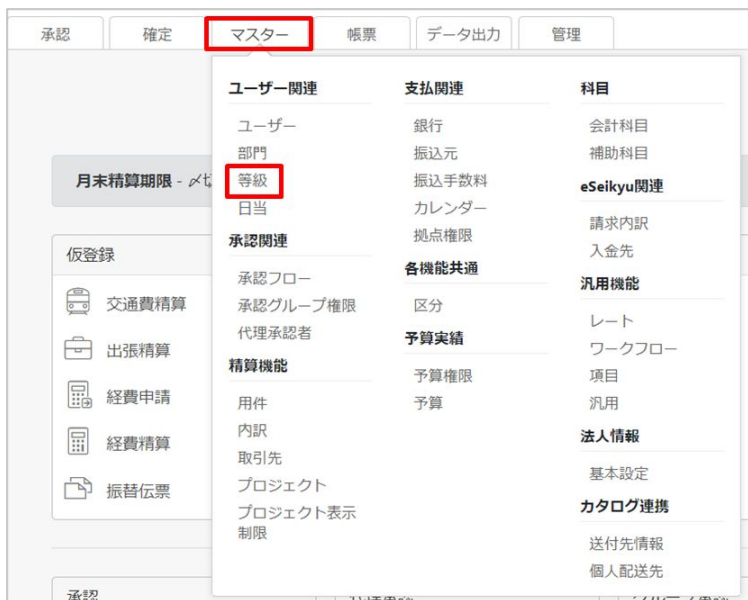 承認
確定
マスター
帳票
データ出力
管理
ユーザー関連
ユーザー
部門
等級
日当
承認関連
承認フロー
承認グループ権限
代理承認者
精算機能
用件
内訳
取引先
プロジェクト
プロジェクト表示
制限
支払関連
銀行
振込元
振込手数料
カレンダー
拠点権限
各機能共通
区分
予算実績
予算権限
予算
科目
会計科目
補助科目
eSeikyu関連
請求内訳
入金先
汎用機能
レート
ワークフロー
項目
汎用
法人情報
基本設定
カタログ連携
送付先情報
個人配送先
月末精算期限 - 〆切
仮登録
交通費精算
出張精算
経費申請
経費精算
振替伝票
承認